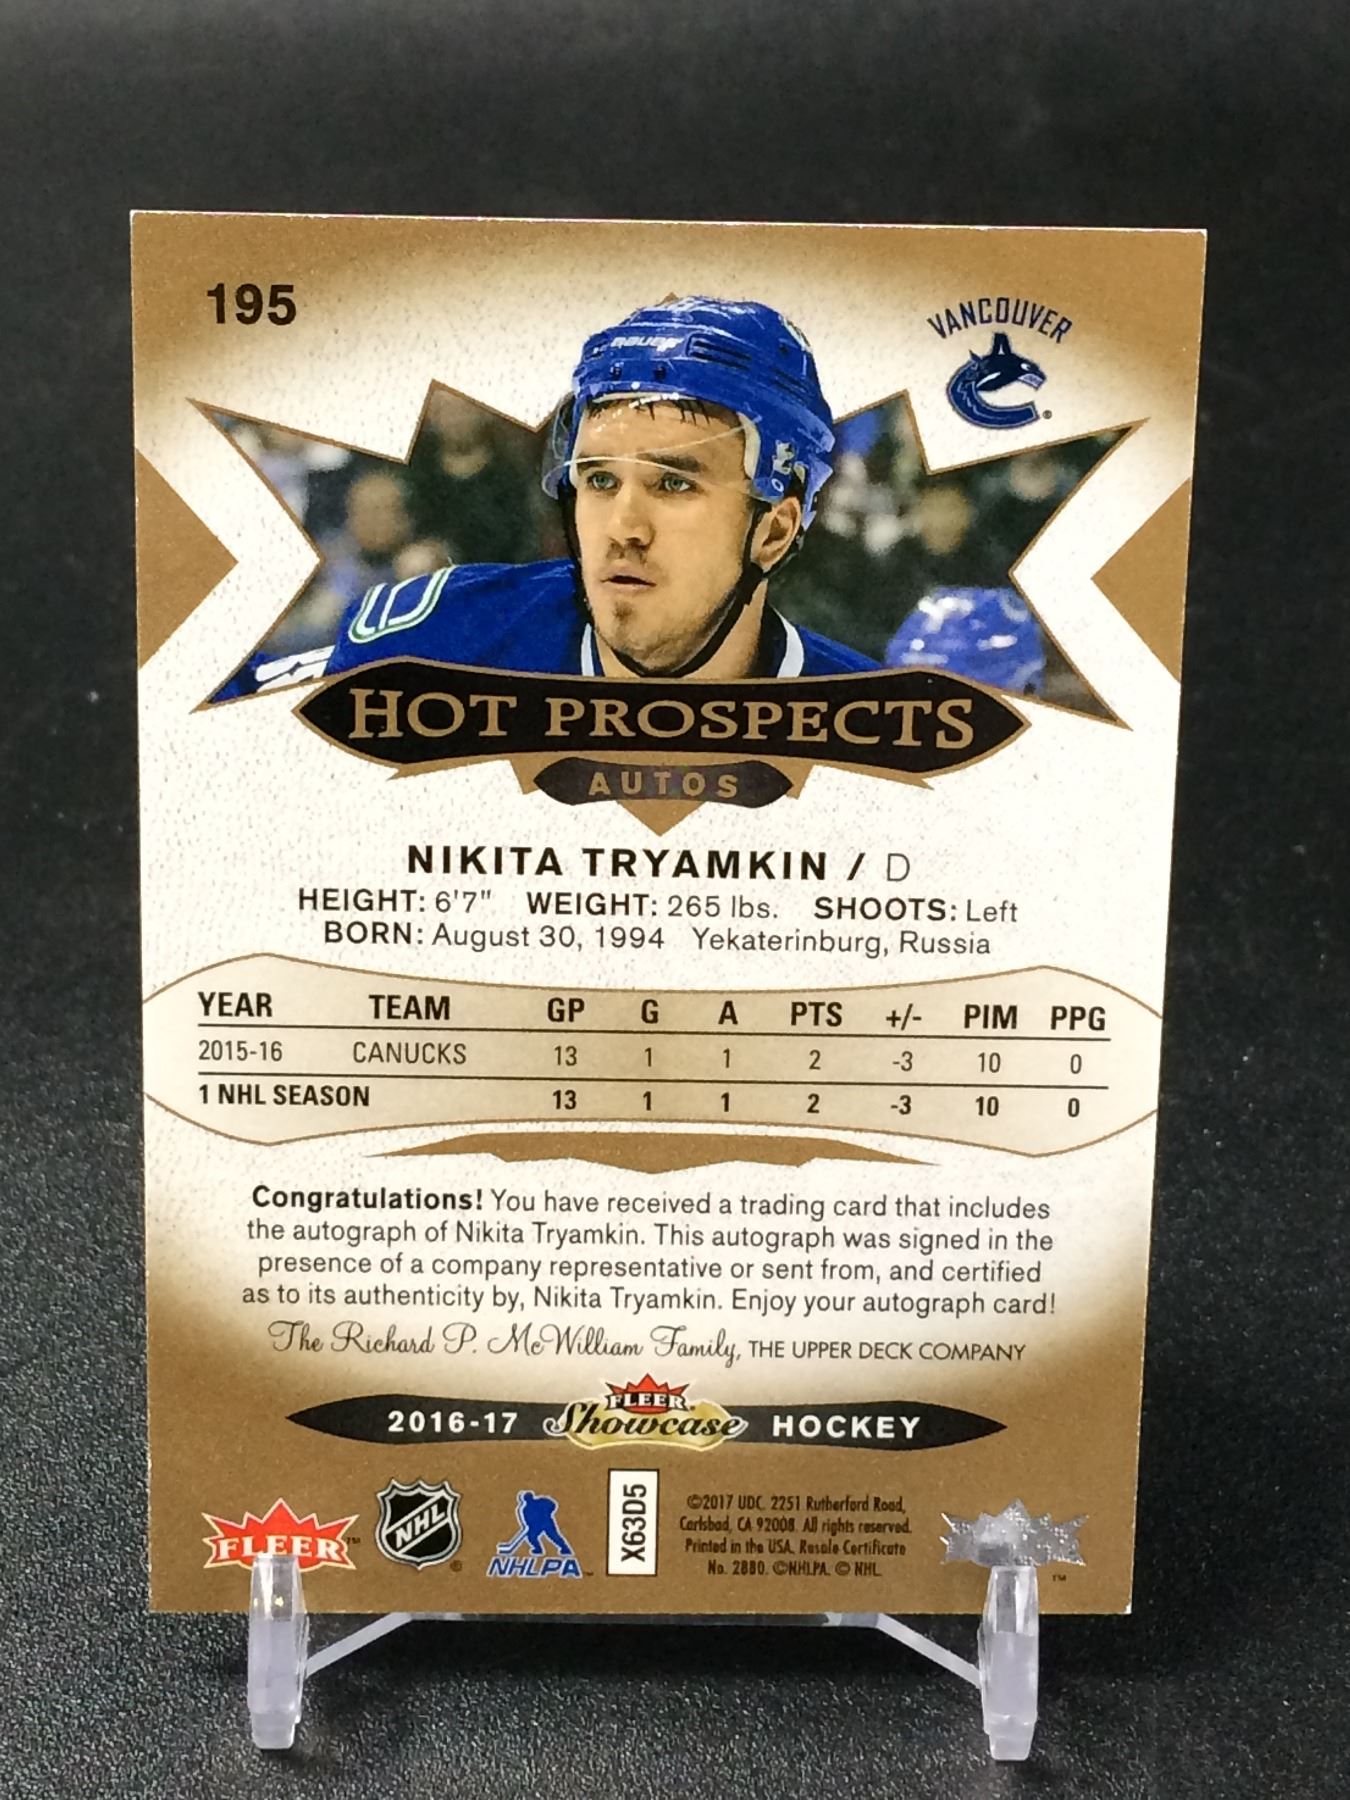 195
VANCOUVER
BAUER
HOT PROSPECTS
AUTOS
NIKITA TRYAMKIN / D
HEIGHT: 6'7" WEIGHT: 265 lbs. SHOOTS: Left
BORN: August 30, 1994 Yekaterinburg, Russia
YEAR TEAM GP G A PTS +/- PIM PPG
2015-16 CANUCKS 13 1 1 2 -3 10 0
1 NHL SEASON 13 1 1 2 -3 10 0
Congratulations! You have received a trading card that includes
the autograph of Nikita Tryamkin. This autograph was signed in the
presence of a company representative or sent from, and certified
as to its authenticity by, Nikita Tryamkin. Enjoy your autograph card!
The Richard P. McWilliam Family, THE UPPER DECK COMPANY
2016-17 FLEER Showcase HOCKEY
FLEER™
NHL®
NHLPA™
X63D5
©2017 UDC. 2251 Rutherford Road,
Carlsbad, CA 92008. All rights reserved.
Printed in the USA. Resale Certificate
No. 2880. ©NHLPA. © NHL.
™